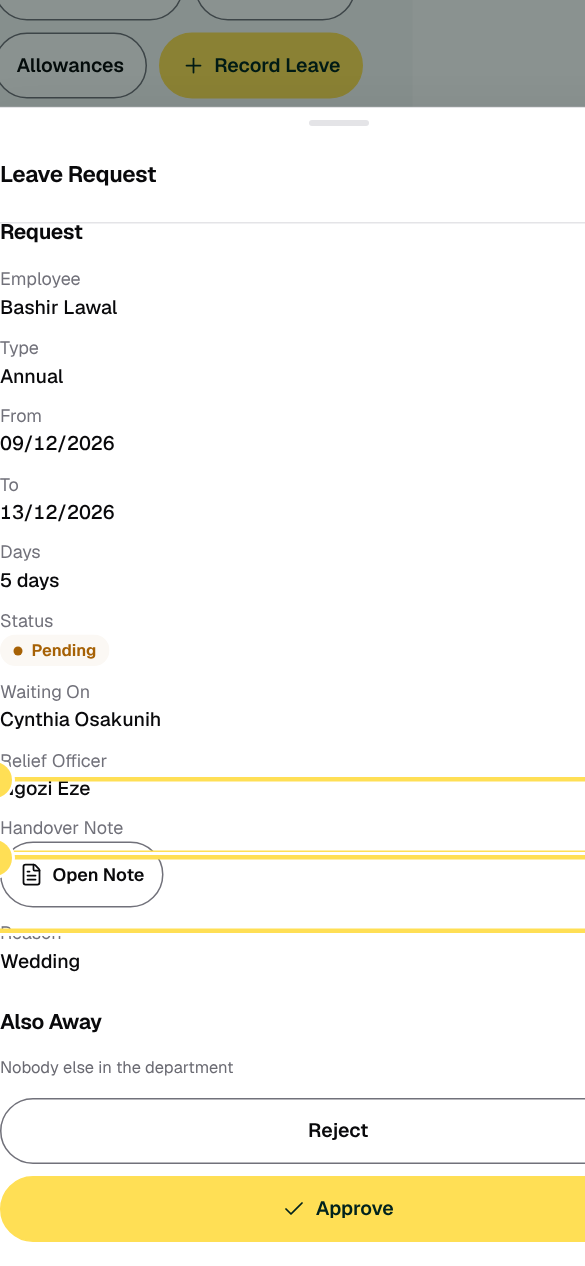 Allowances
+ Record Leave
Leave Request
Request
Employee
Bashir Lawal
Type
Annual
From
09/12/2026
To
13/12/2026
Days
5 days
Status
Pending
Waiting On
Cynthia Osakunih
Relief Officer
Eze
Handover Note
Open Note
Reason
Wedding
Also Away
Nobody else in the department
Reject
Approve